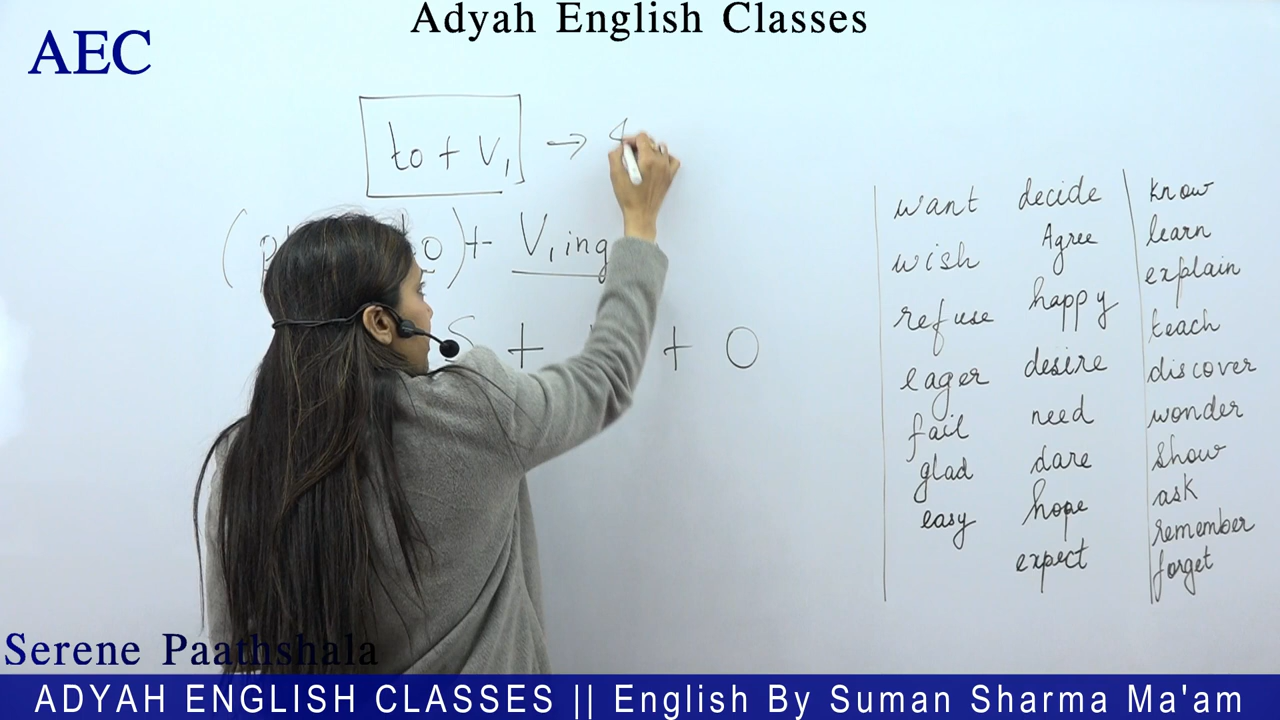 Adyah English Classes
AEC
to + V1 →
) + V1 ing
S + + O
want
wish
refuse
eager
fail
glad
easy
decide
Agree
happy
desire
need
dare
hope
expect
know
learn
explain
teach
discover
wonder
show
ask
remember
forget
Serene Paathshala
ADYAH ENGLISH CLASSES || English By Suman Sharma Ma'am